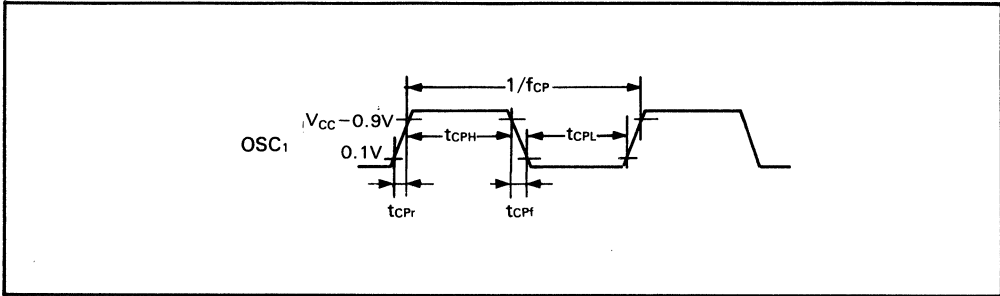 1/fCP
VCC−0.9V
tCPH
tCPL
OSC1
0.1V
tCPr
tCPf